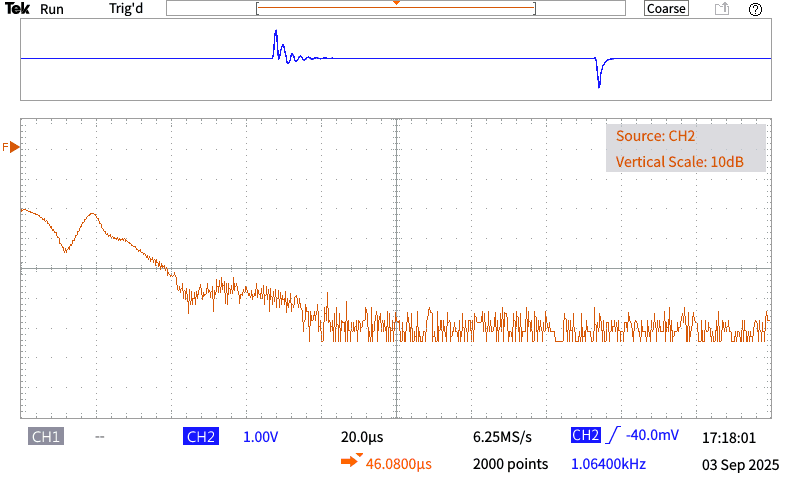 Tek Run Trig'd Coarse ?
F
Source: CH2
Vertical Scale: 10dB
CH1 -- CH2 1.00V 20.0µs 6.25MS/s CH2 -40.0mV 17:18:01
46.0800µs 2000 points 1.06400kHz 03 Sep 2025